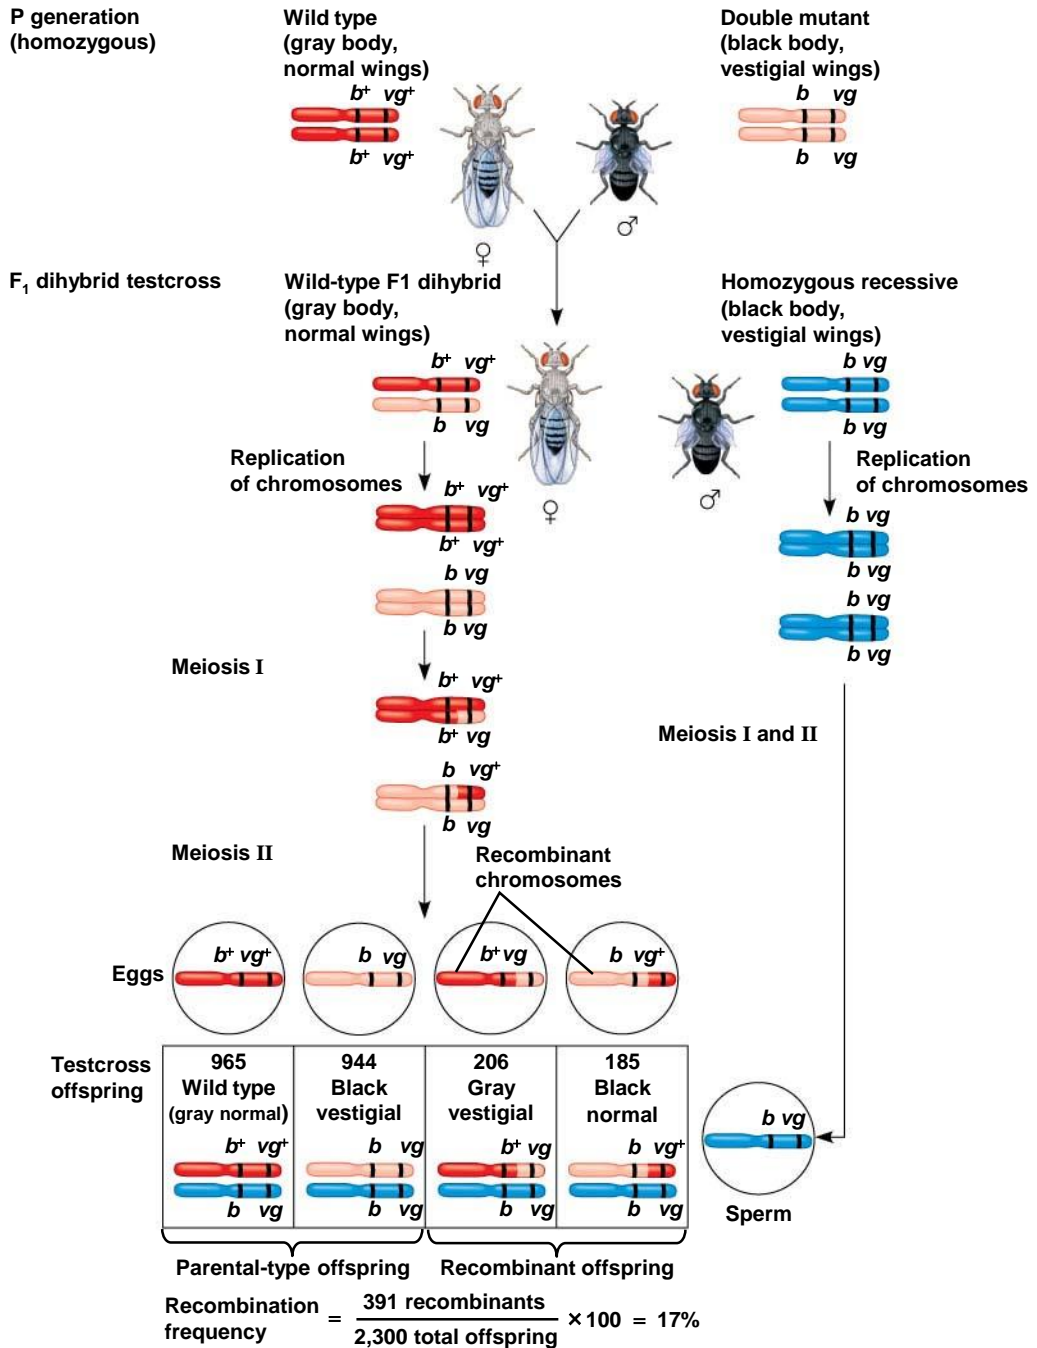 P generation
(homozygous)
Wild type
(gray body,
normal wings)
Double mutant
(black body,
vestigial wings)
b⁺ vg⁺
b⁺ vg⁺
b vg
b vg
♀
♂
F₁ dihybrid testcross
Wild-type F1 dihybrid
(gray body,
normal wings)
Homozygous recessive
(black body,
vestigial wings)
b⁺ vg⁺
b vg
b vg
b vg
♀
♂
Replication
of chromosomes
Replication
of chromosomes
b⁺ vg⁺
b⁺ vg⁺
b vg
b vg
b vg
b vg
b vg
b vg
Meiosis I
b⁺ vg⁺
b⁺ vg
b vg⁺
b vg
Meiosis I and II
Meiosis II
Recombinant
chromosomes
Eggs
b⁺ vg⁺
b vg
b⁺ vg
b vg⁺
Testcross
offspring
965
Wild type
(gray normal)
944
Black
vestigial
206
Gray
vestigial
185
Black
normal
b⁺ vg⁺
b vg
b vg
b vg
b⁺ vg
b vg
b vg⁺
b vg
b vg
Sperm
Parental-type offspring
Recombinant offspring
Recombination
frequency
= 391 recombinants
2,300 total offspring
× 100 = 17%